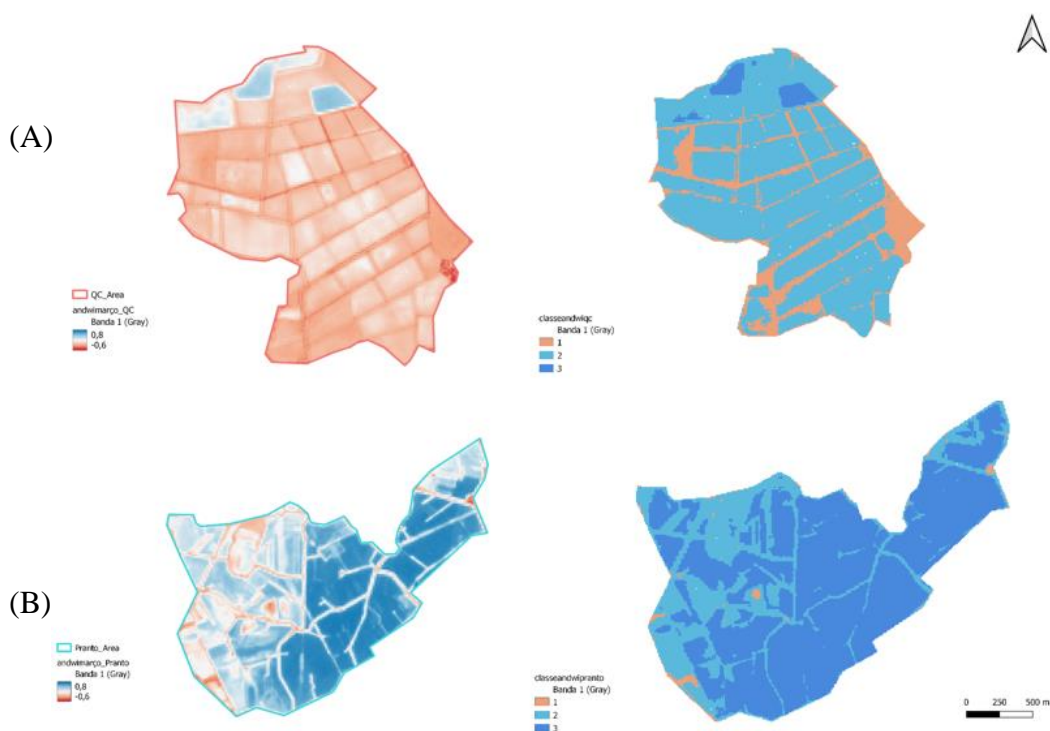 (A)
QC_Area
andwimarço_QC
Banda 1 (Gray)
0,8
-0,6
classeandwiqc
Banda 1 (Gray)
1
2
3
(B)
Pranto_Area
andwimarço_Pranto
Banda 1 (Gray)
0,8
-0,6
classeandwipranto
Banda 1 (Gray)
1
2
3
0 250 500 m